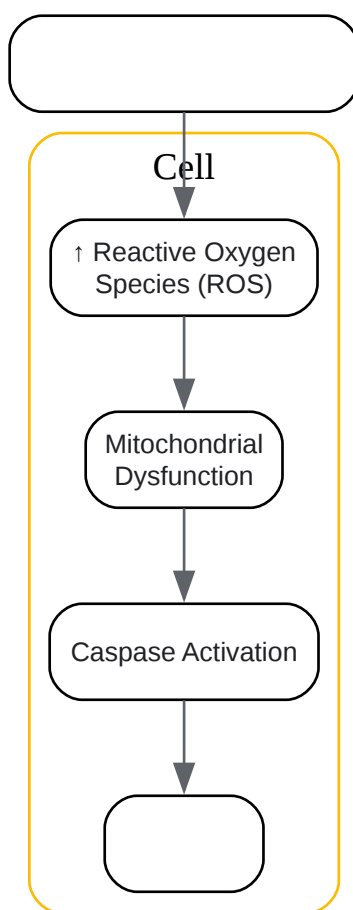 Cell
↑ Reactive Oxygen
Species (ROS)
Mitochondrial
Dysfunction
Caspase Activation